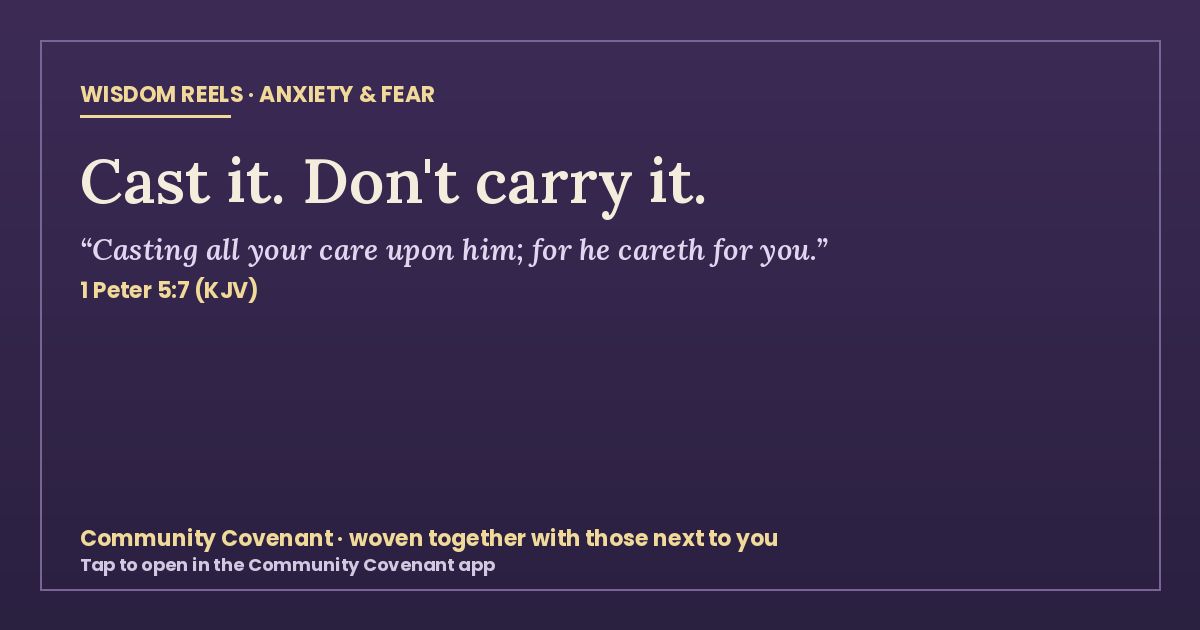 WISDOM REELS · ANXIETY & FEAR
Cast it. Don't carry it.
“Casting all your care upon him; for he careth for you.”
1 Peter 5:7 (KJV)
Community Covenant · woven together with those next to you
Tap to open in the Community Covenant app